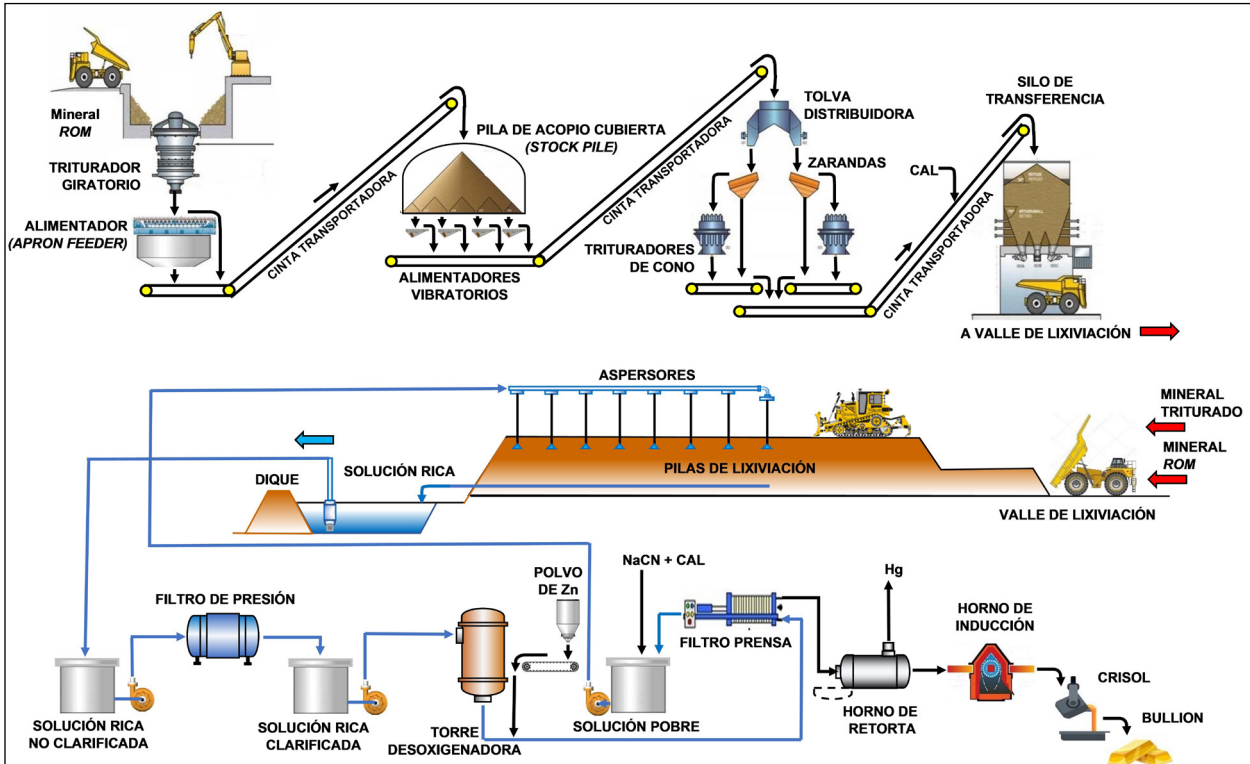 Mineral
ROM
TRITURADOR
GIRATORIO
ALIMENTADOR
(APRON FEEDER)
CINTA TRANSPORTADORA
PILA DE ACOPIO CUBIERTA
(STOCK PILE)
ALIMENTADORES
VIBRATORIOS
CINTA TRANSPORTADORA
TOLVA
DISTRIBUIDORA
ZARANDAS
TRITURADORES
DE CONO
CAL
CINTA TRANSPORTADORA
SILO DE
TRANSFERENCIA
A VALLE DE LIXIVIACIÓN
ASPERSORES
MINERAL
TRITURADO
MINERAL
ROM
PILAS DE LIXIVIACIÓN
SOLUCIÓN RICA
DIQUE
VALLE DE LIXIVIACIÓN
FILTRO DE PRESIÓN
SOLUCIÓN RICA
NO CLARIFICADA
SOLUCIÓN RICA
CLARIFICADA
POLVO
DE Zn
TORRE
DESOXIGENADORA
NaCN + CAL
SOLUCIÓN POBRE
FILTRO PRENSA
Hg
HORNO DE
RETORTA
HORNO DE
INDUCCIÓN
CRISOL
BULLION